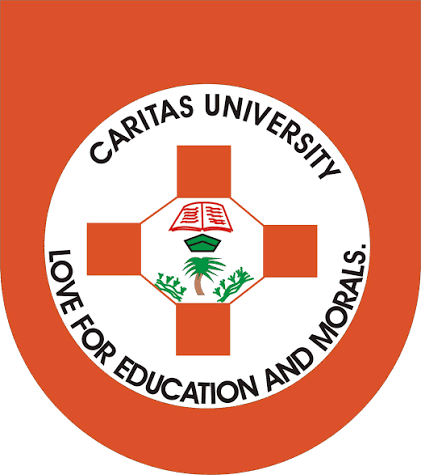 CARITAS UNIVERSITY
LOVE FOR EDUCATION AND MORALS.